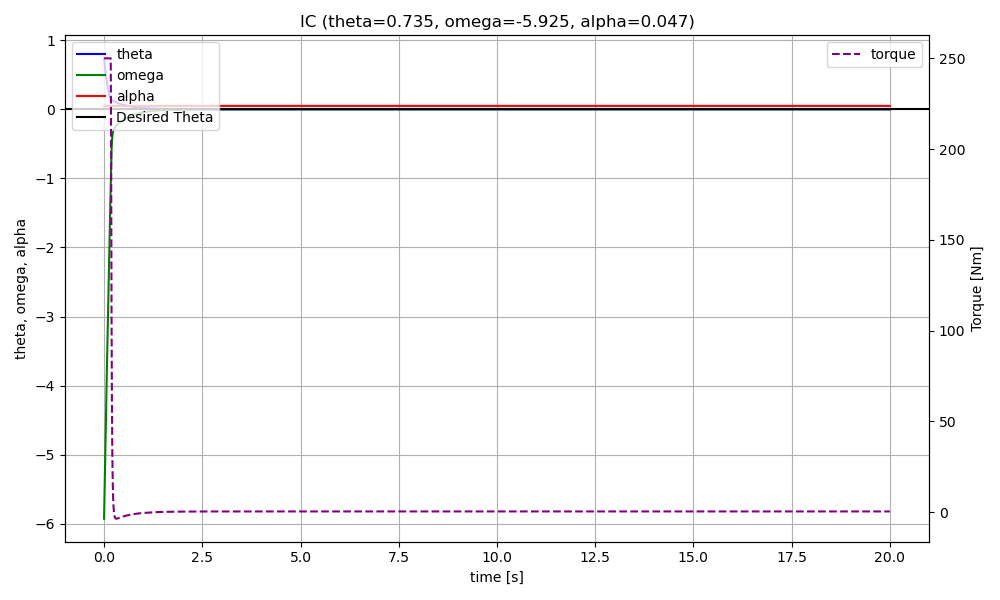 IC (theta=0.735, omega=-5.925, alpha=0.047)
theta
omega
alpha
Desired Theta
torque
1
0
−1
−2
−3
−4
−5
−6
theta, omega, alpha
250
200
150
100
50
0
Torque [Nm]
0.0 2.5 5.0 7.5 10.0 12.5 15.0 17.5 20.0
time [s]